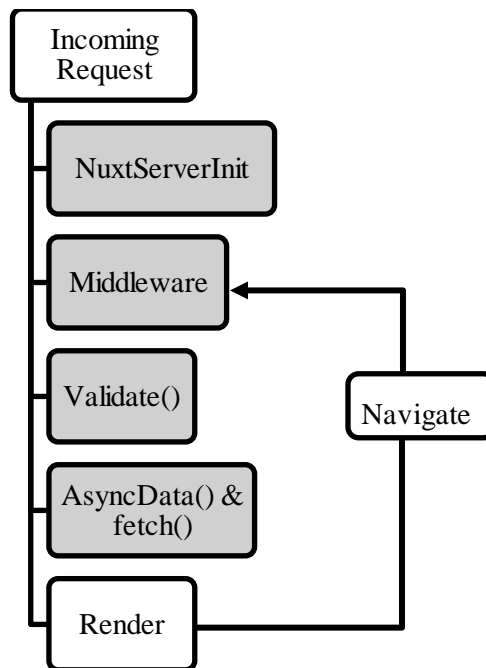 Incoming
Request
NuxtServerInit
Middleware
Validate()
Navigate
AsyncData() &
fetch()
Render